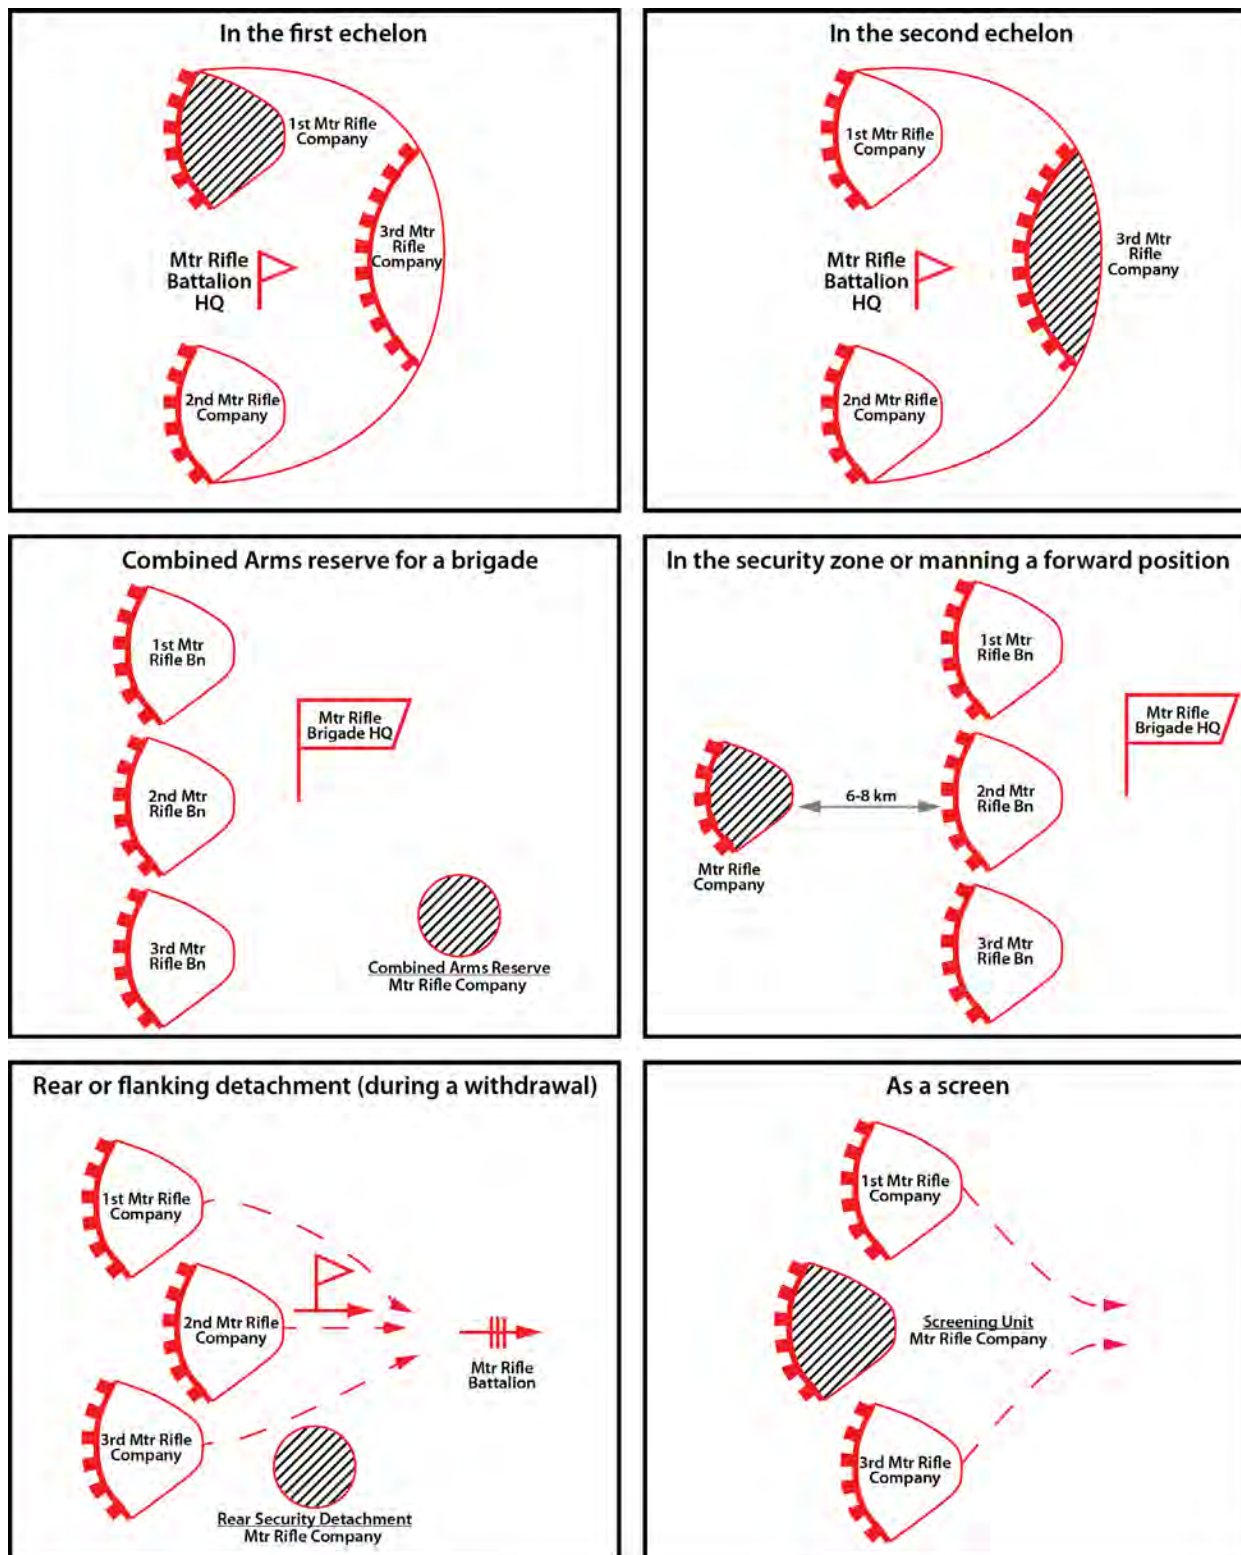 In the first echelon
1st Mtr Rifle
Company
3rd Mtr
Rifle
Company
Mtr Rifle
Battalion
HQ
2nd Mtr Rifle
Company
In the second echelon
1st Mtr Rifle
Company
3rd Mtr
Rifle
Company
Mtr Rifle
Battalion
HQ
2nd Mtr Rifle
Company
Combined Arms reserve for a brigade
1st Mtr
Rifle Bn
Mtr Rifle
Brigade HQ
2nd Mtr
Rifle Bn
3rd Mtr
Rifle Bn
Combined Arms Reserve
Mtr Rifle Company
In the security zone or manning a forward position
1st Mtr
Rifle Bn
Mtr Rifle
Brigade HQ
6-8 km
2nd Mtr
Rifle Bn
Mtr Rifle
Company
3rd Mtr
Rifle Bn
Rear or flanking detachment (during a withdrawal)
1st Mtr Rifle
Company
2nd Mtr Rifle
Company
Mtr Rifle
Battalion
3rd Mtr Rifle
Company
Rear Security Detachment
Mtr Rifle Company
As a screen
1st Mtr Rifle
Company
Screening Unit
Mtr Rifle Company
3rd Mtr Rifle
Company